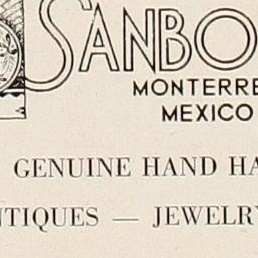 SANBO
MONTERRE
MEXICO
GENUINE HAND HA
NTIQUES — JEWELRY